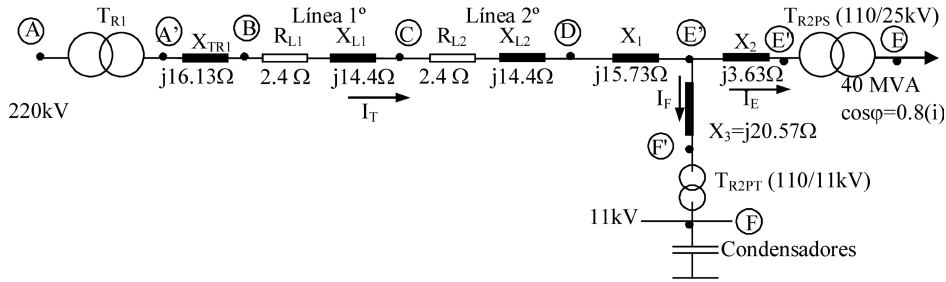 A
T_R1
A'
X_TR1
j16.13Ω
B
Línea 1º
R_L1
X_L1
2.4 Ω
j14.4Ω
I_T
C
Línea 2º
R_L2
X_L2
2.4 Ω
j14.4Ω
D
X_1
j15.73Ω
E'
X_2
j3.63Ω
E'
T_R2PS (110/25kV)
E
40 MVA
cosφ=0.8(i)
220kV
I_F
I_E
X_3=j20.57Ω
F'
T_R2PT (110/11kV)
11kV
F
Condensadores